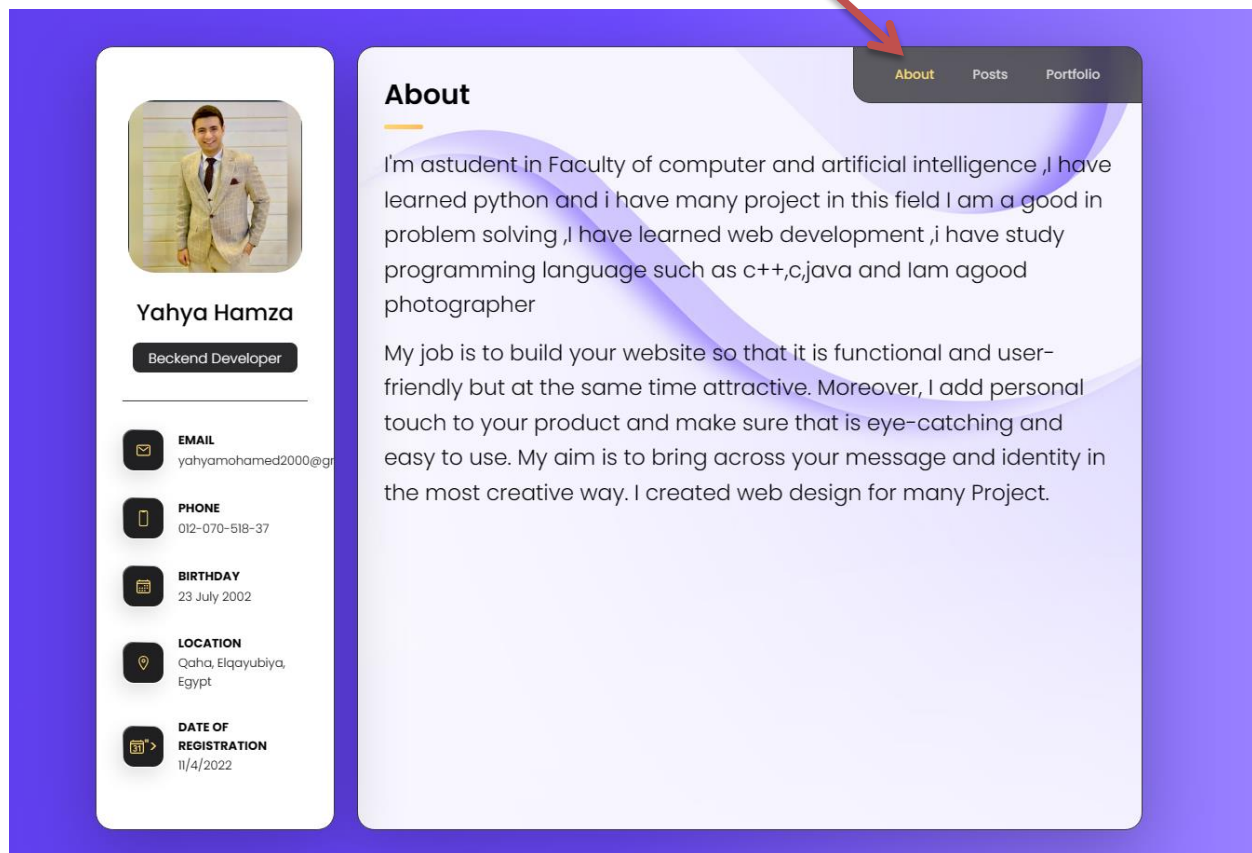 Yahya Hamza
Beckend Developer
EMAIL
yahyamohamed2000@gr
PHONE
012-070-518-37
BIRTHDAY
23 July 2002
LOCATION
Qaha, Elqayubiya,
Egypt
31
">
DATE OF
REGISTRATION
11/4/2022
About
Posts
Portfolio
About
I'm astudent in Faculty of computer and artificial intelligence ,I have
learned python and i have many project in this field I am a good in
problem solving ,I have learned web development ,i have study
programming language such as c++,c,java and Iam agood
photographer
My job is to build your website so that it is functional and user-
friendly but at the same time attractive. Moreover, I add personal
touch to your product and make sure that is eye-catching and
easy to use. My aim is to bring across your message and identity in
the most creative way. I created web design for many Project.